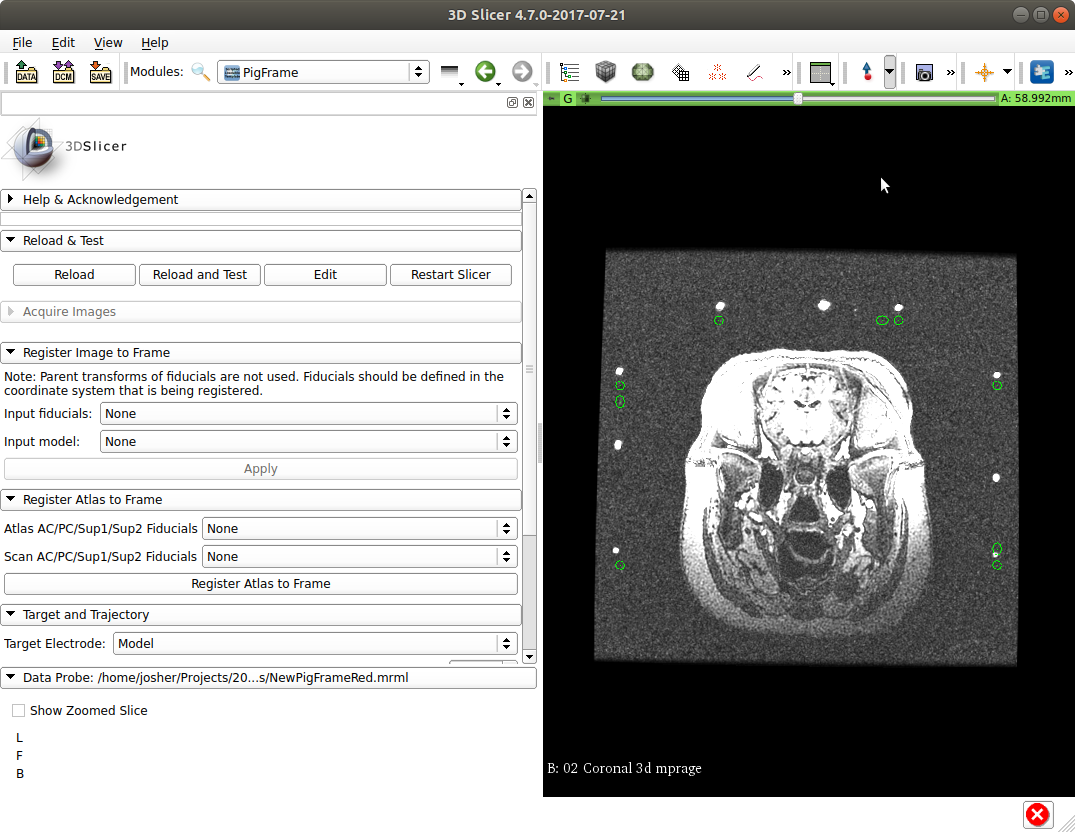 3D Slicer 4.7.0-2017-07-21
File Edit View Help
DATA DCM SAVE Modules: PigFrame
G A: 58.992mm
3DSlicer
Help & Acknowledgement
Reload & Test
Reload Reload and Test Edit Restart Slicer
Acquire Images
Register Image to Frame
Note: Parent transforms of fiducials are not used. Fiducials should be defined in the
coordinate system that is being registered.
Input fiducials: None
Input model: None
Apply
Register Atlas to Frame
Atlas AC/PC/Sup1/Sup2 Fiducials None
Scan AC/PC/Sup1/Sup2 Fiducials None
Register Atlas to Frame
Target and Trajectory
Target Electrode: Model
Data Probe: /home/josher/Projects/20...s/NewPigFrameRed.mrml
Show Zoomed Slice
L
F
B
B: 02 Coronal 3d mprage